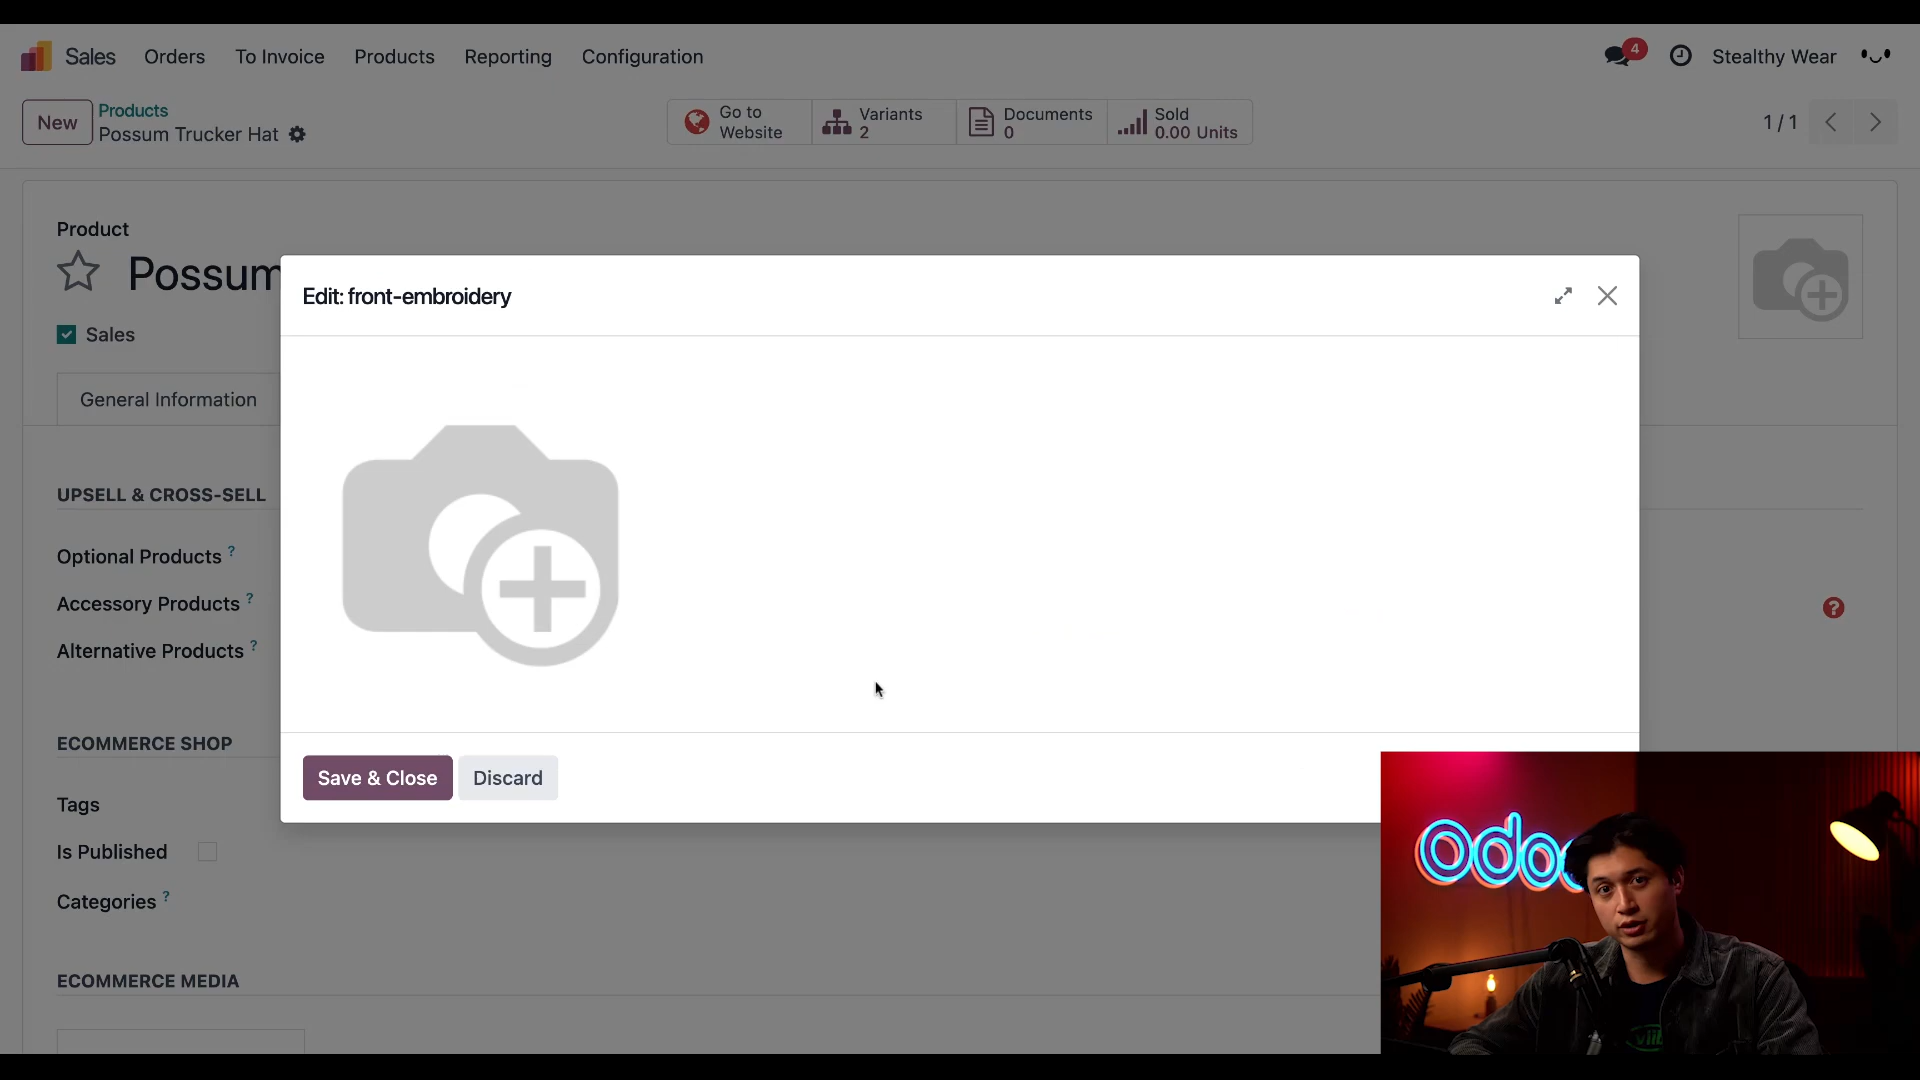 Sales Orders To Invoice Products Reporting Configuration 4 Stealthy Wear
New Products Possum Trucker Hat
Go to Website
Variants 2
Documents 0
Sold 0.00 Units
1 / 1
Product
Possum
Sales
General Information
Edit: front-embroidery
UPSELL & CROSS-SELL
Optional Products ?
Accessory Products ?
?
Alternative Products ?
ECOMMERCE SHOP
Save & Close Discard
Tags
Is Published
Categories ?
ECOMMERCE MEDIA
odoo